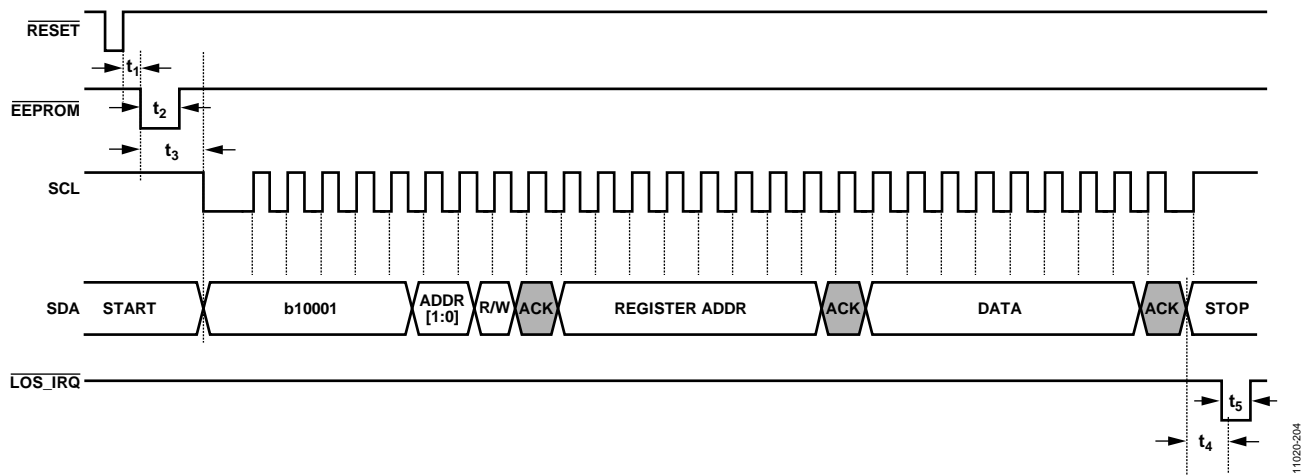 RESET
t1
EEPROM
t2
t3
SCL
SDA START b10001 ADDR [1:0] R/W ACK REGISTER ADDR ACK DATA ACK STOP
LOS_IRQ
t5
t4
11020-204